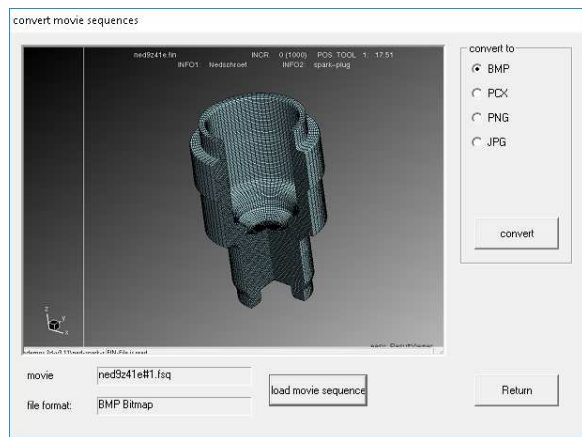 convert movie sequences
ned9z41e.fin INCR. 0 (1000) POS. TOOL 1: 17.51
INFO1: Nedschroef INFO2: spark-plug
convert to
BMP
PCX
PNG
JPG
convert
z
y
x
movie
ned9z41e#1.fsq
load movie sequence
Return
file format:
BMP Bitmap